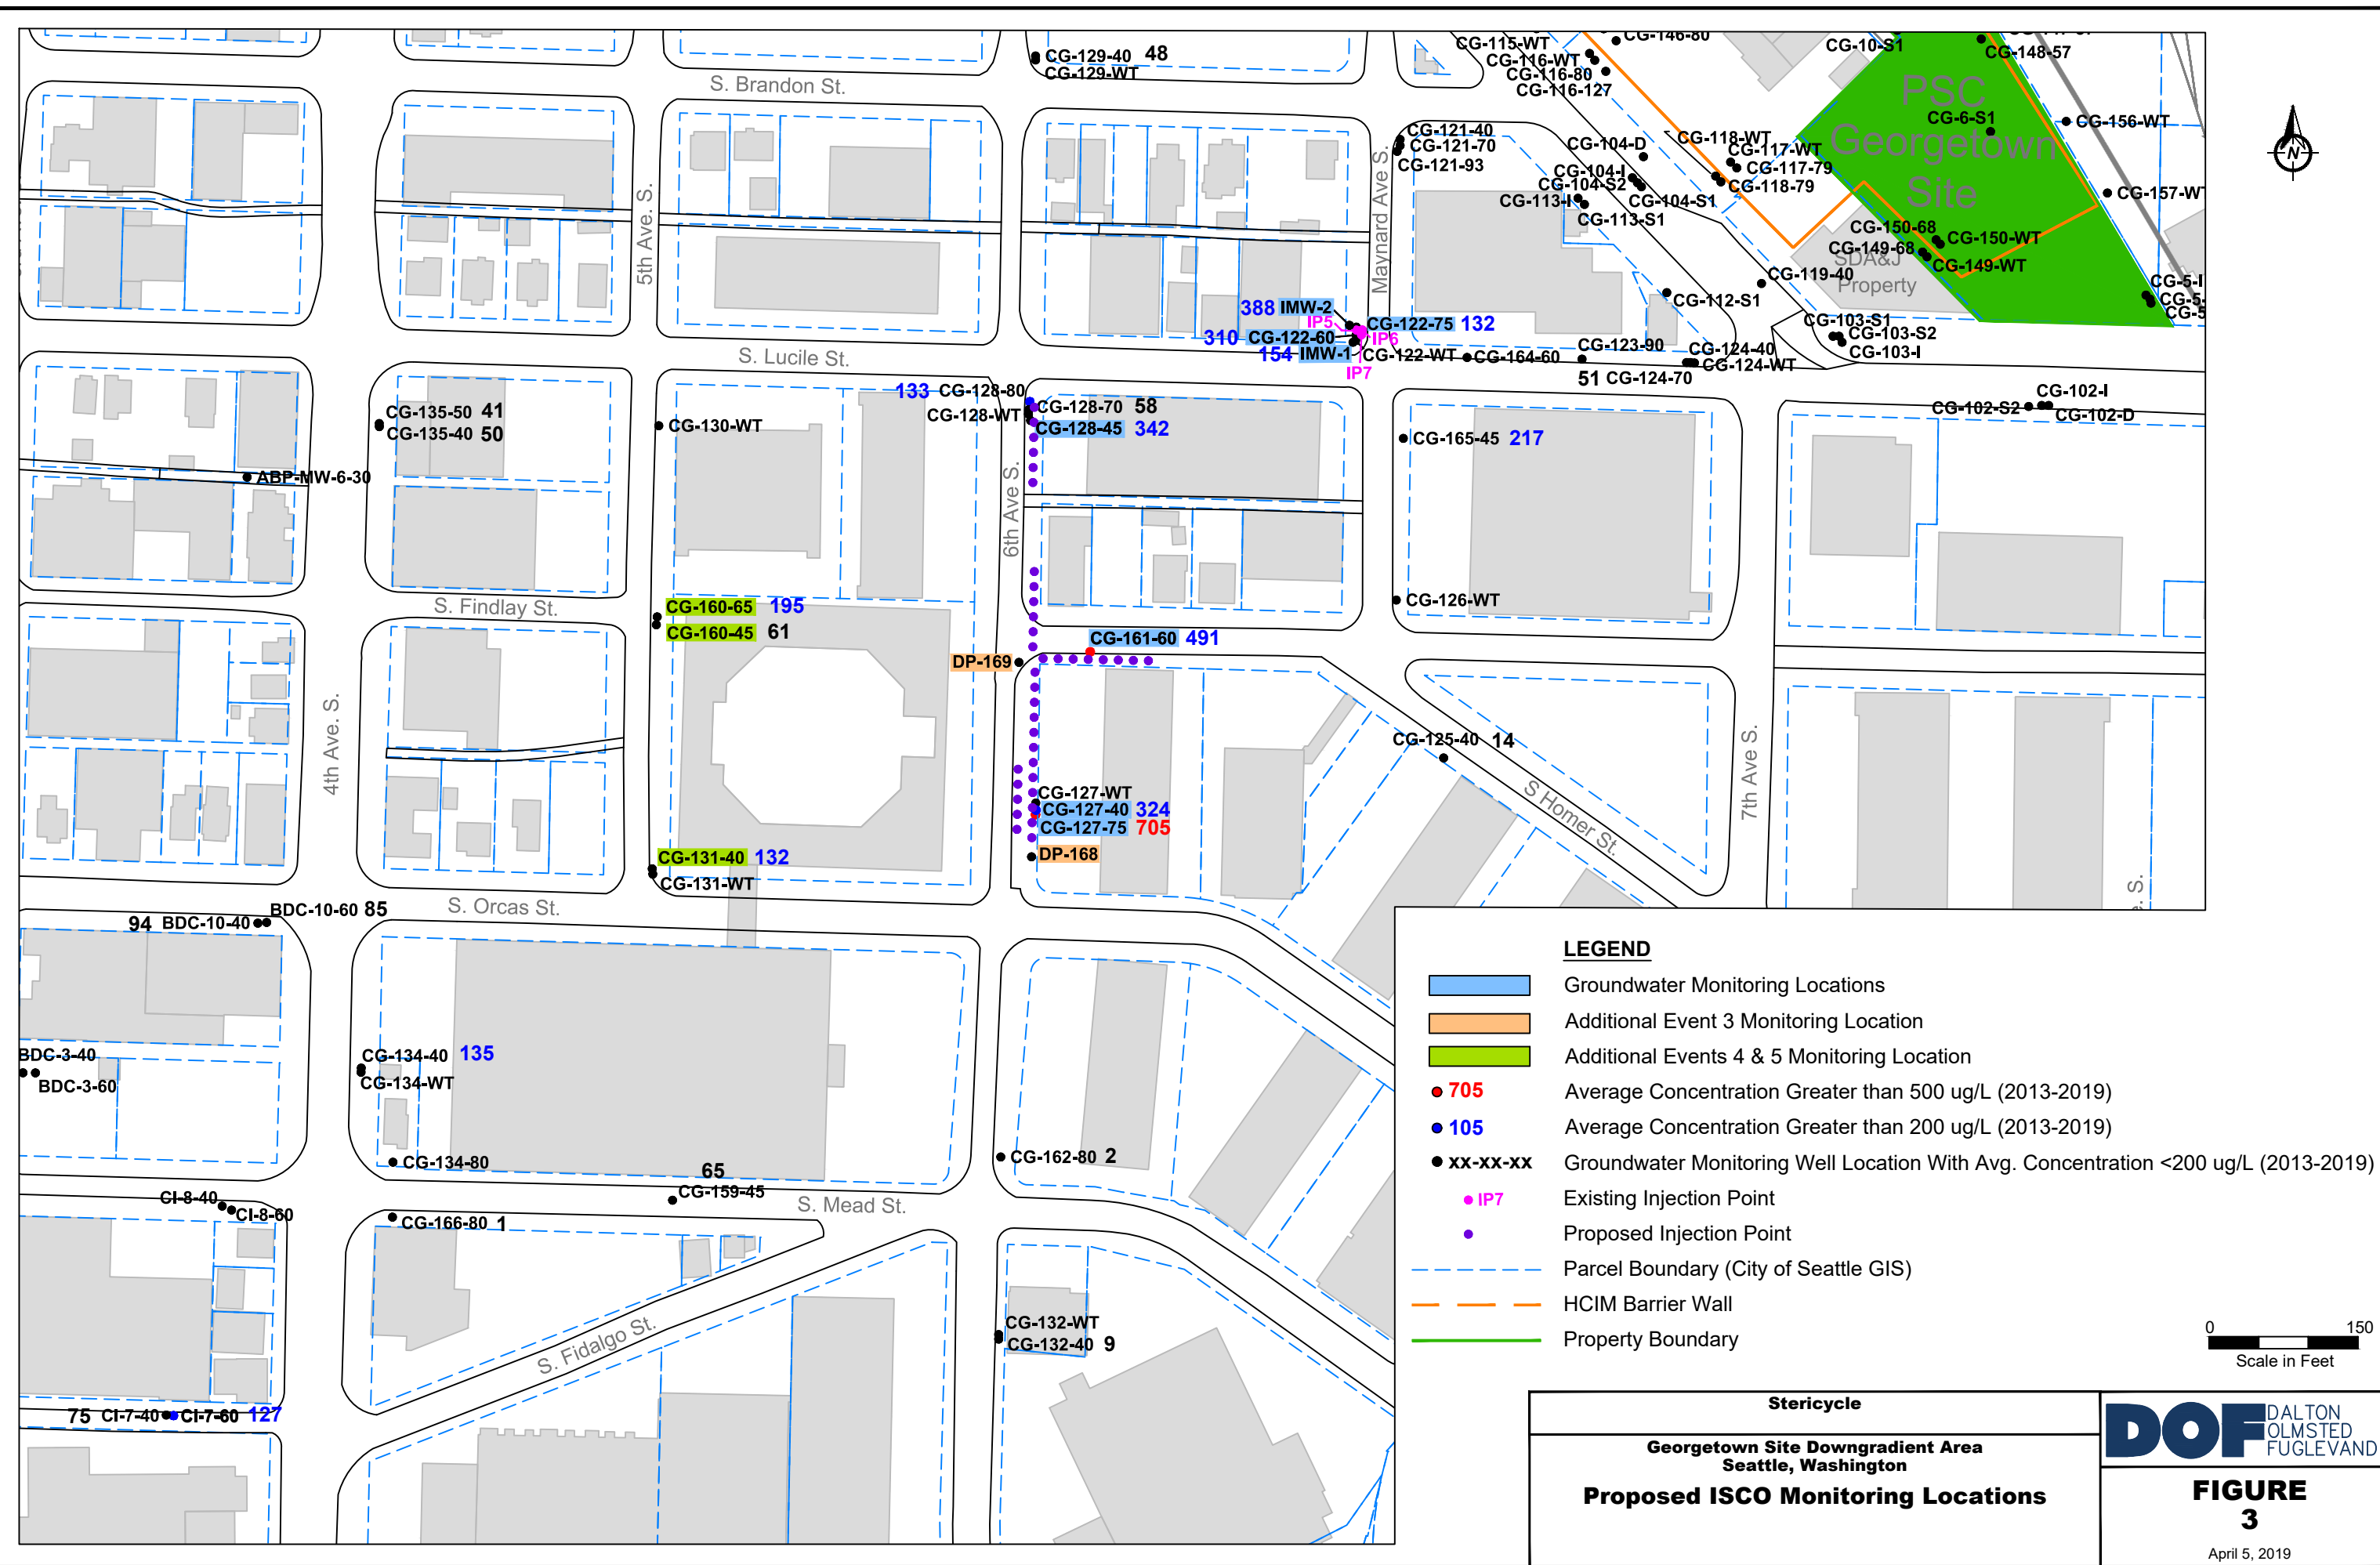 CG-129-40 48
CG-129-WT
S. Brandon St.
CG-115-WT
CG-146-80
CG-116-WT
CG-116-80
CG-116-127
CG-10-S1
CG-148-57
PSC
Georgetown
Site
CG-6-S1
CG-156-WT
CG-157-WT
N
CG-121-40
CG-121-70
CG-121-93
Maynard Ave S.
CG-104-D
CG-104-I
CG-104-S2
CG-104-S1
CG-113-I
CG-113-S1
CG-118-WT
CG-117-WT
CG-117-79
CG-118-79
CG-150-68
CG-150-WT
CG-149-68
CG-149-WT
SDA&J
Property
CG-119-40
CG-112-S1
CG-5-I
CG-103-S1
CG-103-S2
CG-103-I
5th Ave. S.
388 IMW-2
IP5
CG-122-75 132
310 CG-122-60
IP6
154 IMW-1
CG-122-WT
IP7
CG-164-60
CG-123-90
CG-124-40
CG-124-WT
51 CG-124-70
S. Lucile St.
133 CG-128-80
CG-128-WT
CG-128-70 58
CG-128-45 342
CG-102-I
CG-102-S2
CG-102-D
CG-135-50 41
CG-135-40 50
CG-130-WT
CG-165-45 217
ABP-MW-6-30
6th Ave S.
S. Findlay St.
CG-160-65 195
CG-160-45 61
CG-126-WT
CG-161-60 491
DP-169
4th Ave. S.
CG-125-40 14
S Homer St.
7th Ave S.
CG-127-WT
CG-127-40 324
CG-127-75 705
DP-168
CG-131-40 132
CG-131-WT
S. Orcas St.
BDC-10-60 85
94 BDC-10-40
BDC-3-40
BDC-3-60
CG-134-40 135
CG-134-WT
CG-134-80
65
CG-159-45
CG-162-80 2
S. Mead St.
CI-8-40
CI-8-60
CG-166-80 1
S. Fidalgo St.
CG-132-WT
CG-132-40 9
75 CI-7-40
CI-7-60 127
LEGEND
Groundwater Monitoring Locations
Additional Event 3 Monitoring Location
Additional Events 4 & 5 Monitoring Location
705 Average Concentration Greater than 500 ug/L (2013-2019)
105 Average Concentration Greater than 200 ug/L (2013-2019)
xx-xx-xx Groundwater Monitoring Well Location With Avg. Concentration <200 ug/L (2013-2019)
IP7 Existing Injection Point
Proposed Injection Point
Parcel Boundary (City of Seattle GIS)
HCIM Barrier Wall
Property Boundary
0 150
Scale in Feet
Stericycle
Georgetown Site Downgradient Area
Seattle, Washington
Proposed ISCO Monitoring Locations
DOF
DALTON
OLMSTED
FUGLEVAND
FIGURE
3
April 5, 2019